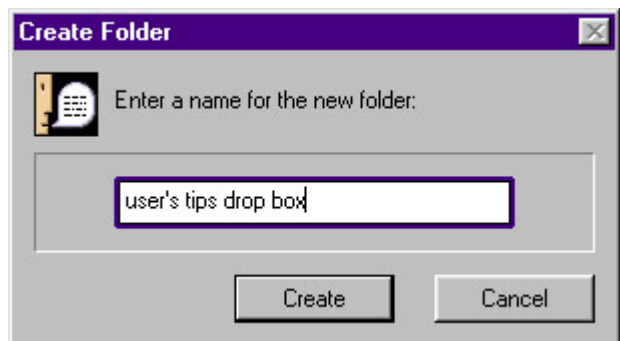 Create Folder
Enter a name for the new folder:
user's tips drop box
Create Cancel